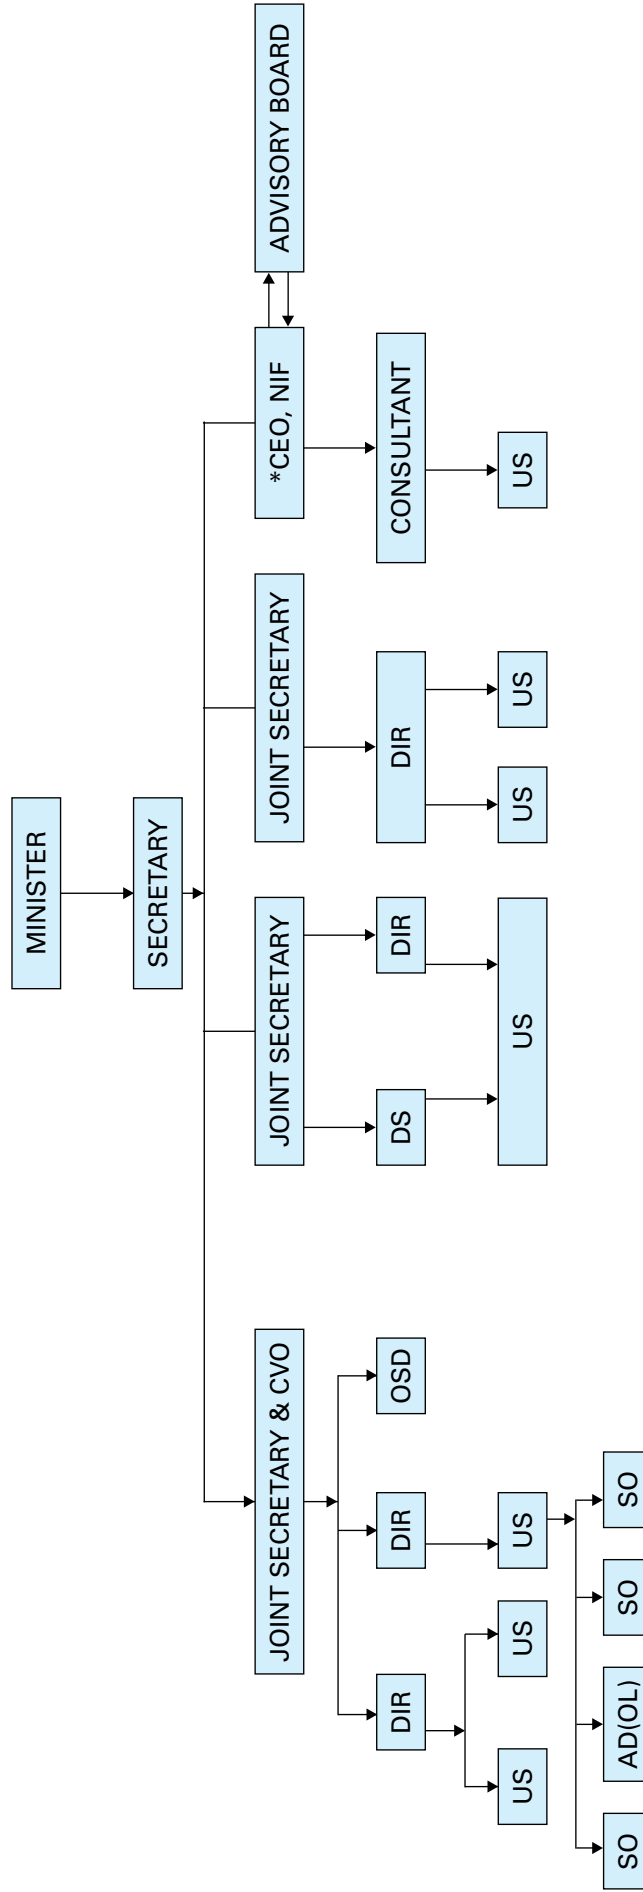 MINISTER
SECRETARY
JOINT SECRETARY & CVO
JOINT SECRETARY
JOINT SECRETARY
*CEO, NIF
ADVISORY BOARD
DIR
DIR
OSD
DS
DIR
DIR
CONSULTANT
US
US
US
US
US
US
US
SO
AD(OL)
SO
SO